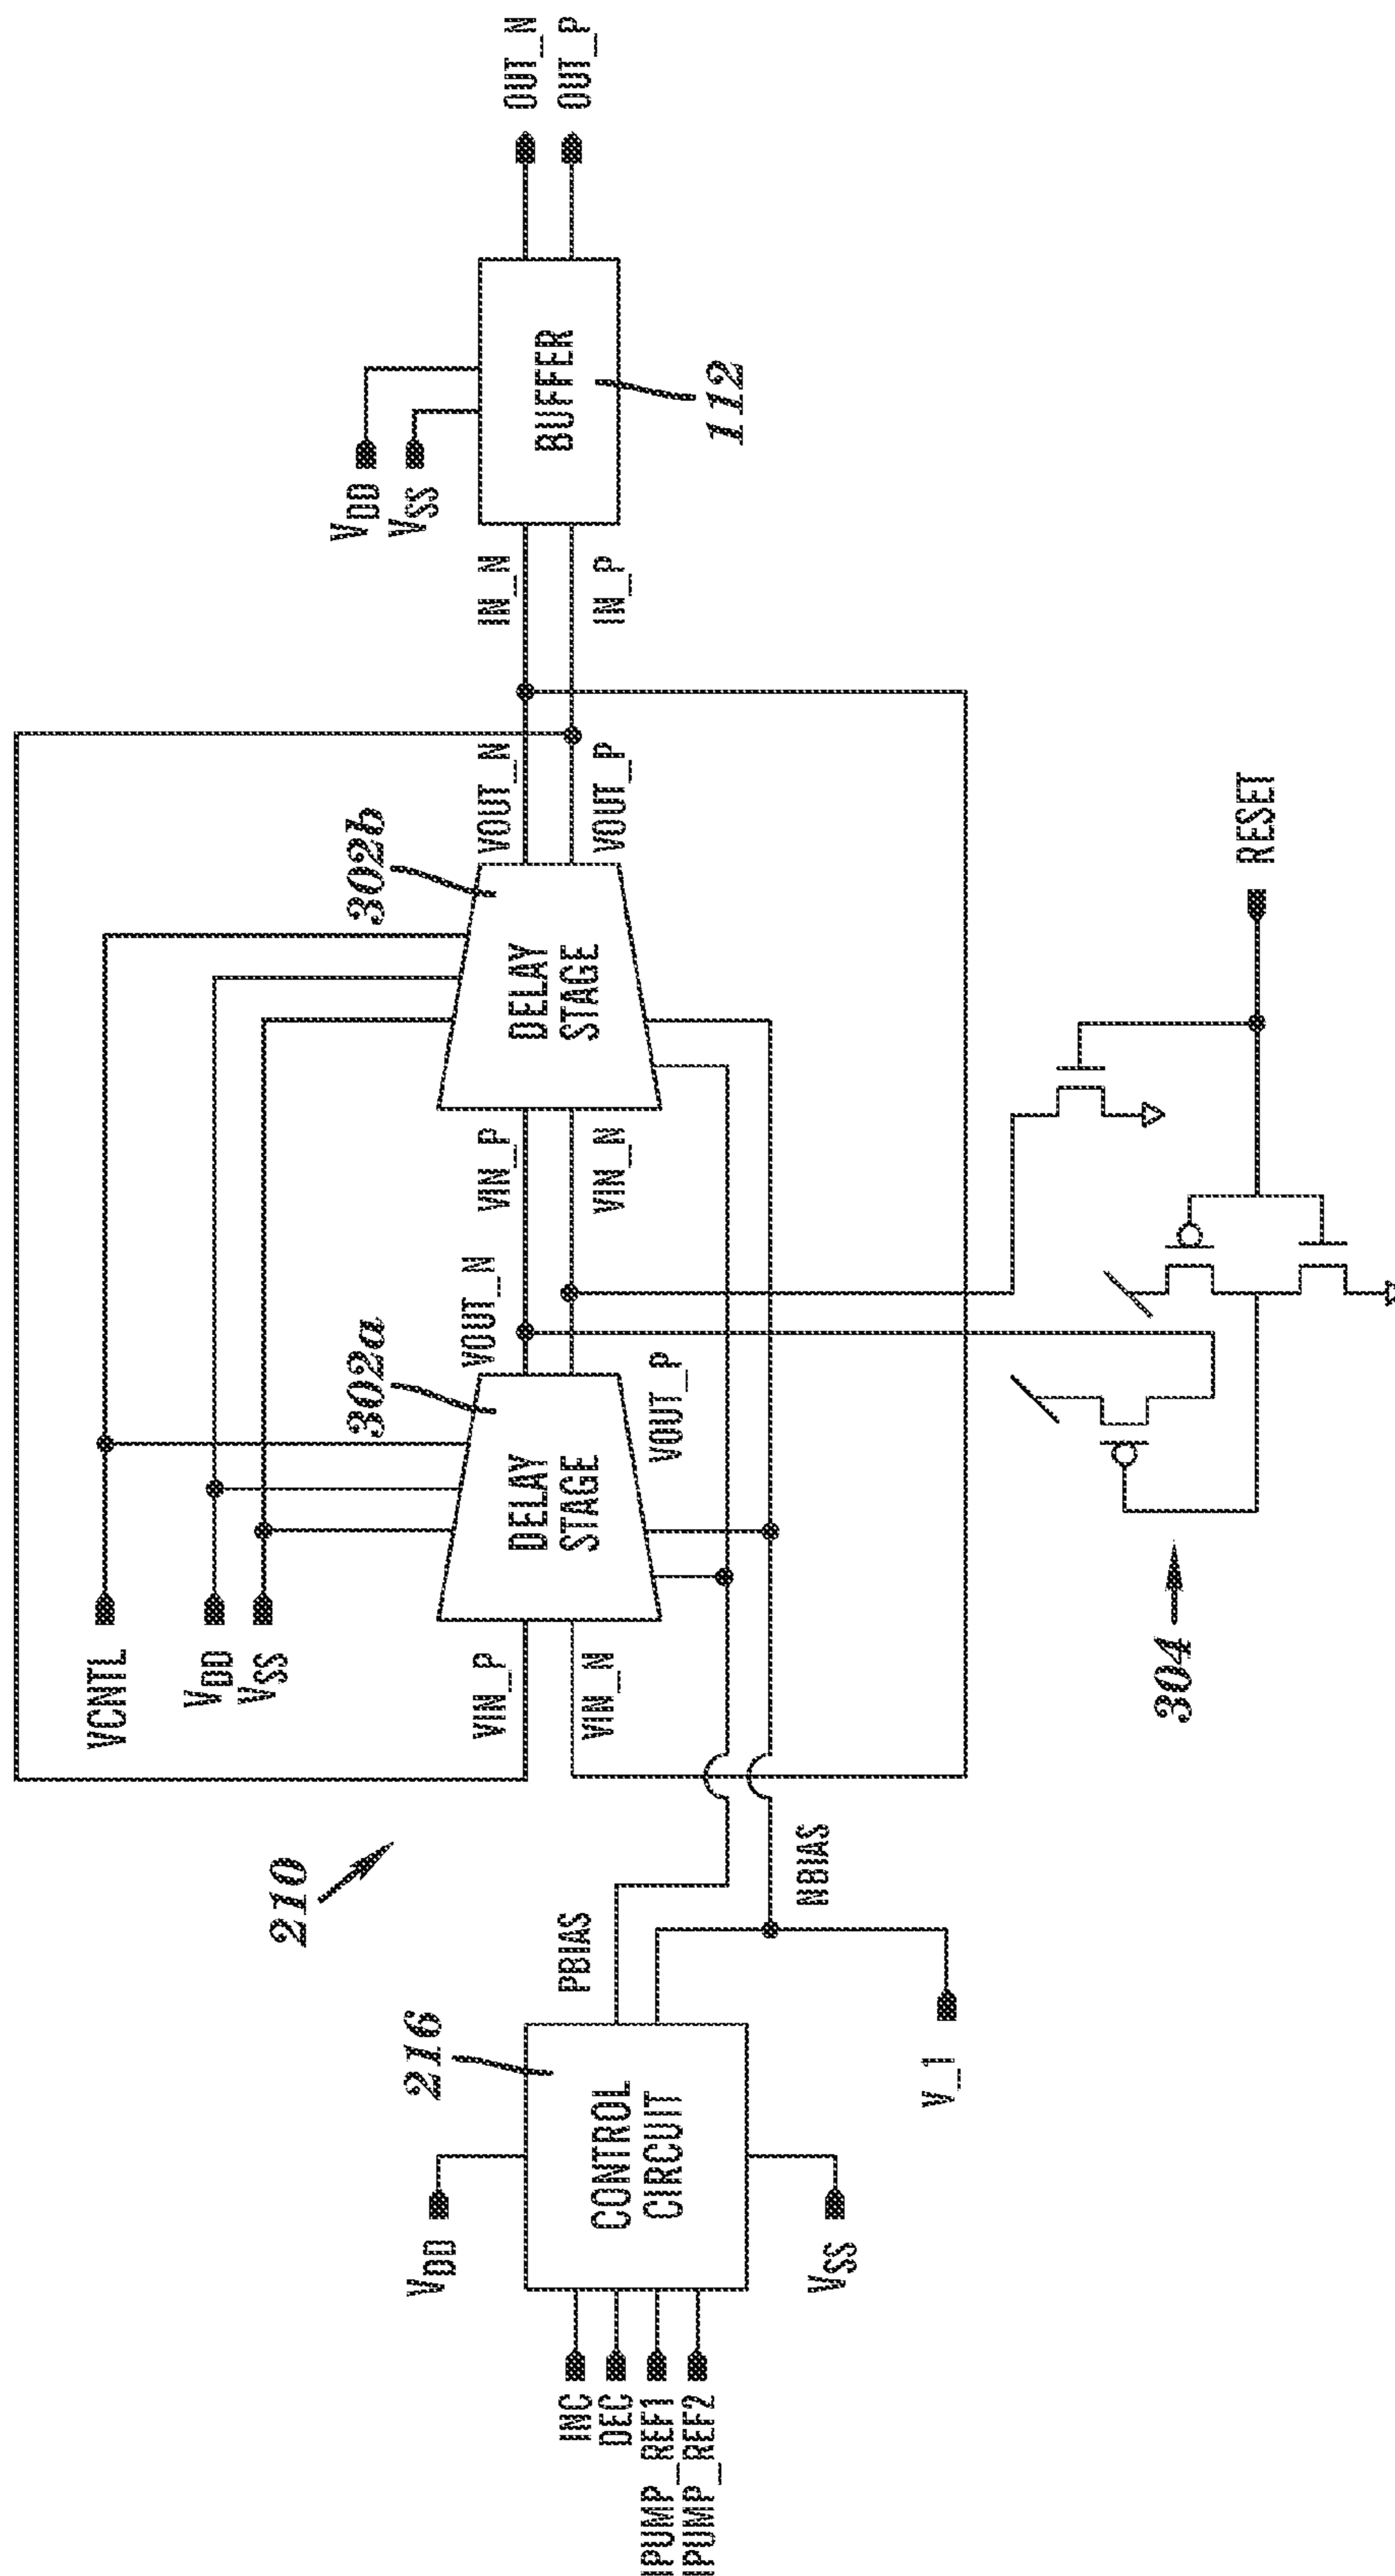 INC
DEC
IPUMP_REF1
IPUMP_REF2
VDD
216
CONTROL
CIRCUIT
VSS
PBIAS
NBIAS
V_1
210
VCNTL
VDD
VSS
VIN_P
VIN_N
302a
DELAY
STAGE
VOUT_N
VOUT_P
VIN_P
VIN_N
302b
DELAY
STAGE
VOUT_N
VOUT_P
304
RESET
IN_N
IN_P
VDD
VSS
BUFFER
112
OUT_N
OUT_P